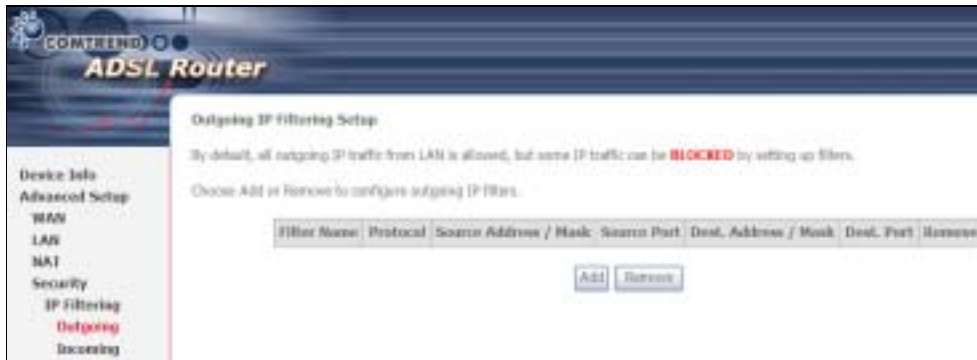 COMTREND
ADSL Router
Outgoing IP Filtering Setup
By default, all outgoing IP traffic from LAN is allowed, but some IP traffic can be BLOCKED by setting up filters.
Choose Add or Remove to configure outgoing IP filters.
Filter Name Protocol Source Address / Mask Source Port Dest. Address / Mask Dest. Port Remove
Add Remove
Device Info
Advanced Setup
WAN
LAN
NAT
Security
IP Filtering
Outgoing
Incoming